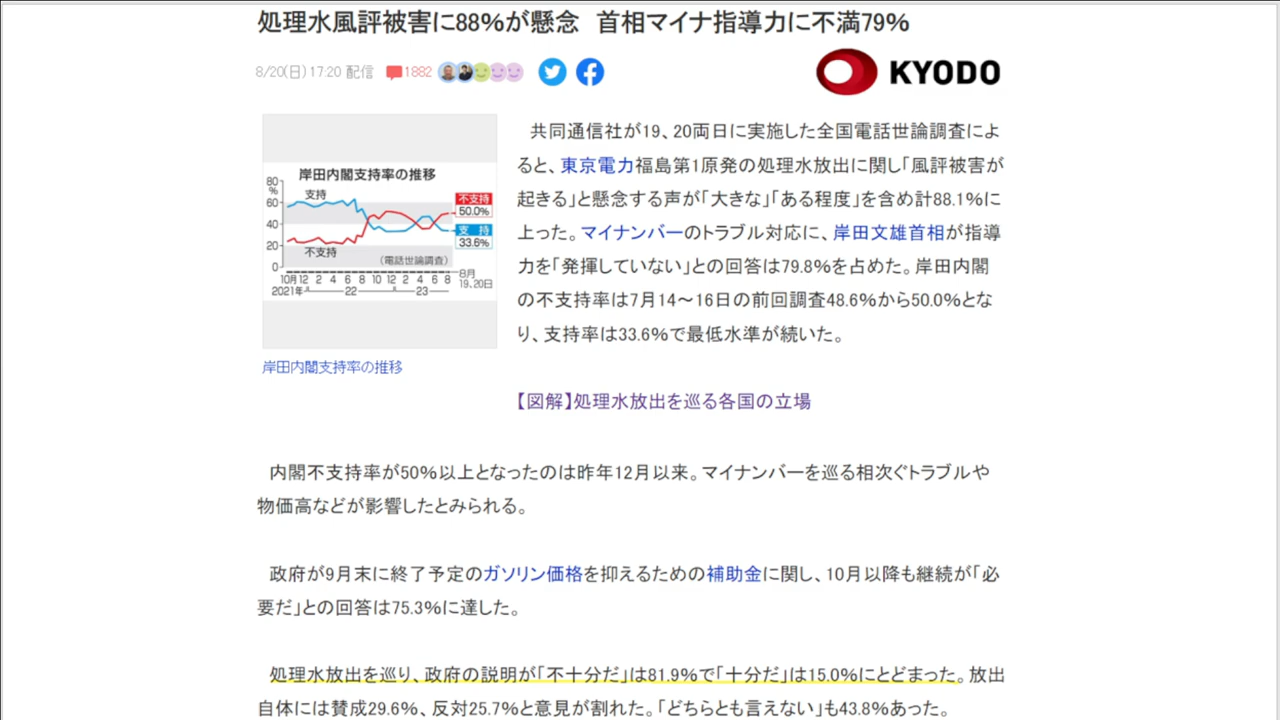 処理水風評被害に88%が懸念　首相マイナ指導力に不満79%
8/20(日) 17:20 配信
1882
KYODO
岸田内閣支持率の推移
80
%
60
40
20
0
支持
不支持
不支持
50.0%
支　持
33.6%
(電話世論調査)
10月 12 2 4 6 8 10 12 2 4 6 8
2021年 22 23
8月
19、20日
岸田内閣支持率の推移
共同通信社が19、20両日に実施した全国電話世論調査によ
ると、東京電力福島第1原発の処理水放出に関し「風評被害が
起きる」と懸念する声が「大きな」「ある程度」を含め計88.1%に
上った。マイナンバーのトラブル対応に、岸田文雄首相が指導
力を「発揮していない」との回答は79.8%を占めた。岸田内閣
の不支持率は7月14～16日の前回調査48.6%から50.0%とな
り、支持率は33.6%で最低水準が続いた。
【図解】処理水放出を巡る各国の立場
内閣不支持率が50%以上となったのは昨年12月以来。マイナンバーを巡る相次ぐトラブルや
物価高などが影響したとみられる。
政府が9月末に終了予定のガソリン価格を抑えるための補助金に関し、10月以降も継続が「必
要だ」との回答は75.3%に達した。
処理水放出を巡り、政府の説明が「不十分だ」は81.9%で「十分だ」は15.0%にとどまった。放出
自体には賛成29.6%、反対25.7%と意見が割れた。「どちらとも言えない」も43.8%あった。